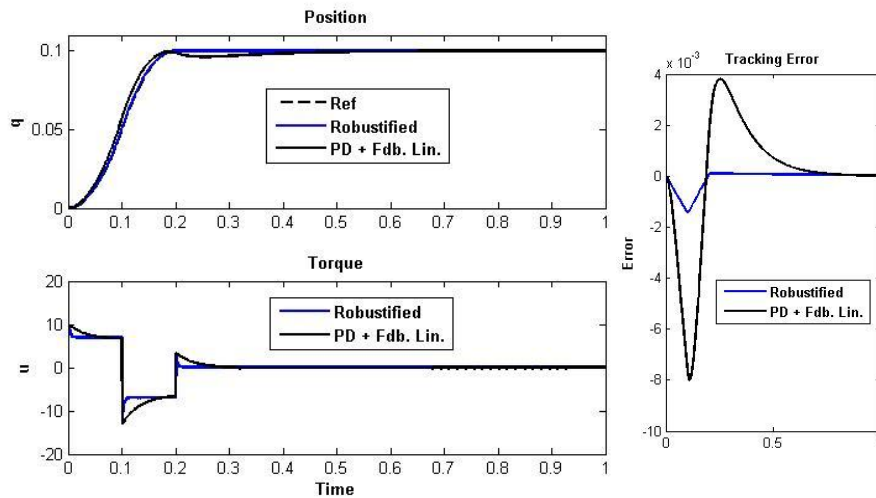 Position
0.1
0.05
0
q
Ref
Robustified
PD + Fdb. Lin.
0 0.1 0.2 0.3 0.4 0.5 0.6 0.7 0.8 0.9 1
Torque
20
10
0
-10
-20
u
Robustified
PD + Fdb. Lin.
0 0.1 0.2 0.3 0.4 0.5 0.6 0.7 0.8 0.9 1
Time
Tracking Error
x 10⁻³
4
2
0
-2
-4
-6
-8
-10
Error
Robustified
PD + Fdb. Lin.
0 0.5